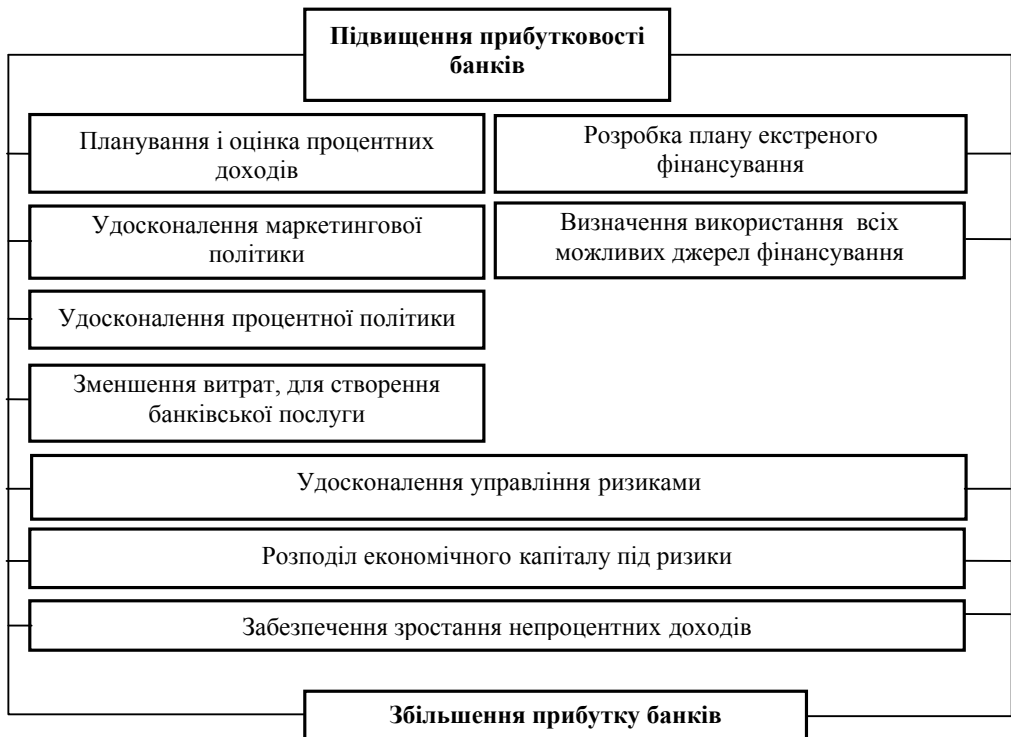 Підвищення прибутковості
банків
Планування і оцінка процентних
доходів
Розробка плану екстреного
фінансування
Удосконалення маркетингової
політики
Визначення використання всіх
можливих джерел фінансування
Удосконалення процентної політики
Зменшення витрат, для створення
банківської послуги
Удосконалення управління ризиками
Розподіл економічного капіталу під ризики
Забезпечення зростання непроцентних доходів
Збільшення прибутку банків